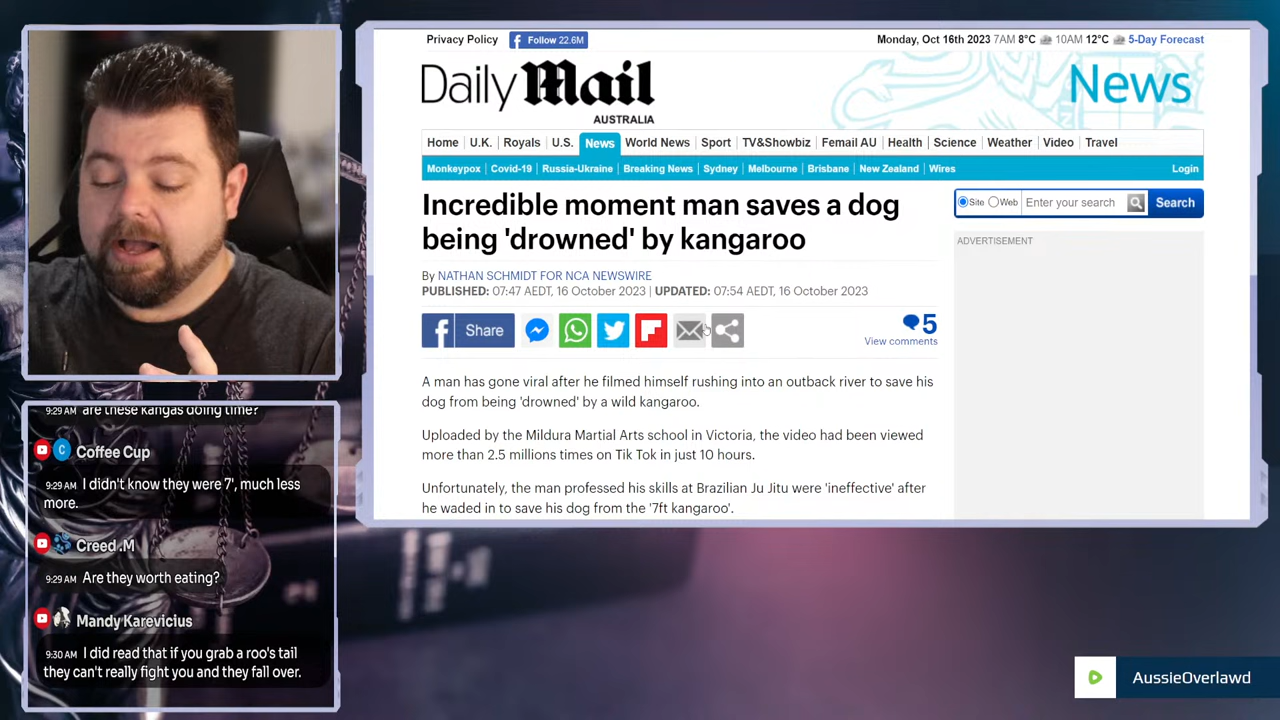 Privacy Policy
Follow 22.6M
Monday, Oct 16th 2023 7AM 8°C 10AM 12°C 5-Day Forecast
Daily Mail
AUSTRALIA
News
Home U.K. Royals U.S. News World News Sport TV&Showbiz Femail AU Health Science Weather Video Travel
Monkeypox Covid-19 Russia-Ukraine Breaking News Sydney Melbourne Brisbane New Zealand Wires Login
Incredible moment man saves a dog
being 'drowned' by kangaroo
Site Web Enter your search Search
ADVERTISEMENT
By NATHAN SCHMIDT FOR NCA NEWSWIRE
PUBLISHED: 07:47 AEDT, 16 October 2023 | UPDATED: 07:54 AEDT, 16 October 2023
Share
5
View comments
A man has gone viral after he filmed himself rushing into an outback river to save his
dog from being 'drowned' by a wild kangaroo.
Uploaded by the Mildura Martial Arts school in Victoria, the video had been viewed
more than 2.5 millions times on Tik Tok in just 10 hours.
Unfortunately, the man professed his skills at Brazilian Ju Jitu were 'ineffective' after
he waded in to save his dog from the '7ft kangaroo'.
9:29 AM are these kangas doing time?
C Coffee Cup
9:29 AM I didn't know they were 7', much less
more.
Creed .M
9:29 AM Are they worth eating?
Mandy Karevicius
9:30 AM I did read that if you grab a roo's tail
they can't really fight you and they fall over.
AussieOverlawd